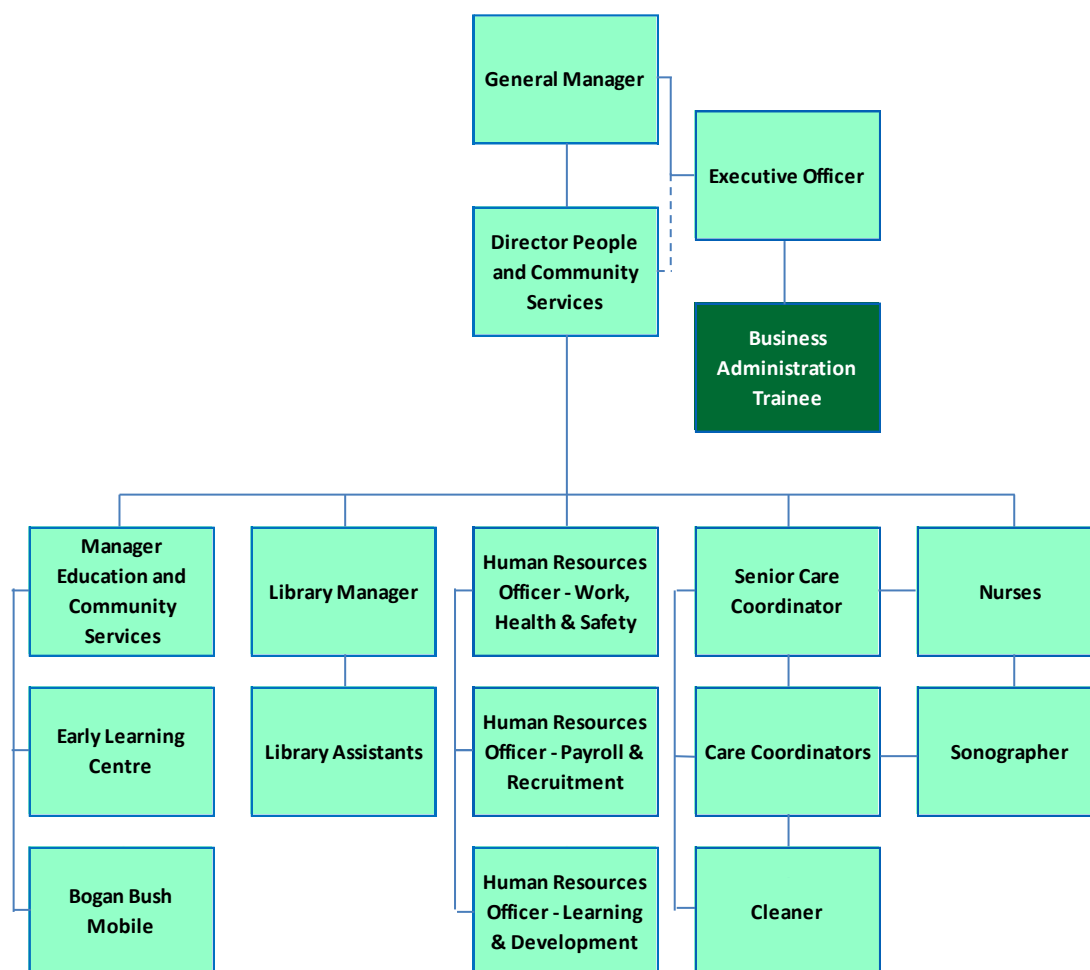 General Manager
Executive Officer
Director People
and Community
Services
Business
Administration
Trainee
Manager
Education and
Community
Services
Library Manager
Human Resources
Officer - Work,
Health & Safety
Senior Care
Coordinator
Nurses
Early Learning
Centre
Library Assistants
Human Resources
Officer - Payroll &
Recruitment
Care Coordinators
Sonographer
Bogan Bush
Mobile
Human Resources
Officer - Learning
& Development
Cleaner